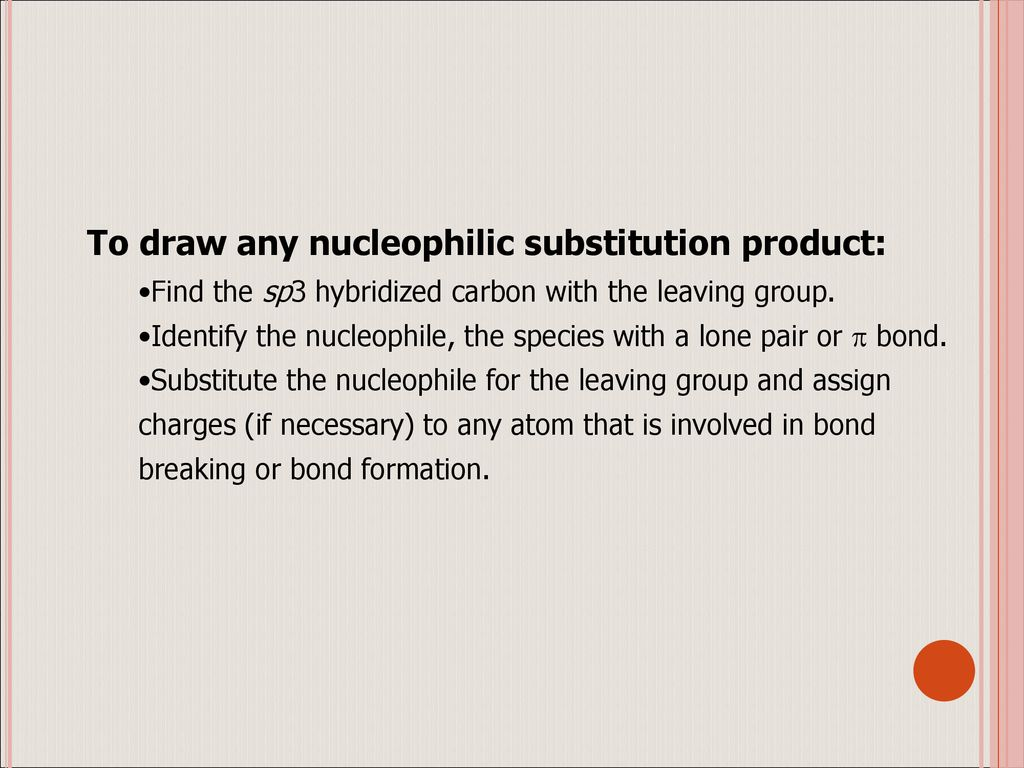 To draw any nucleophilic substitution product:
•Find the sp3 hybridized carbon with the leaving group.
•Identify the nucleophile, the species with a lone pair or π bond.
•Substitute the nucleophile for the leaving group and assign
charges (if necessary) to any atom that is involved in bond
breaking or bond formation.